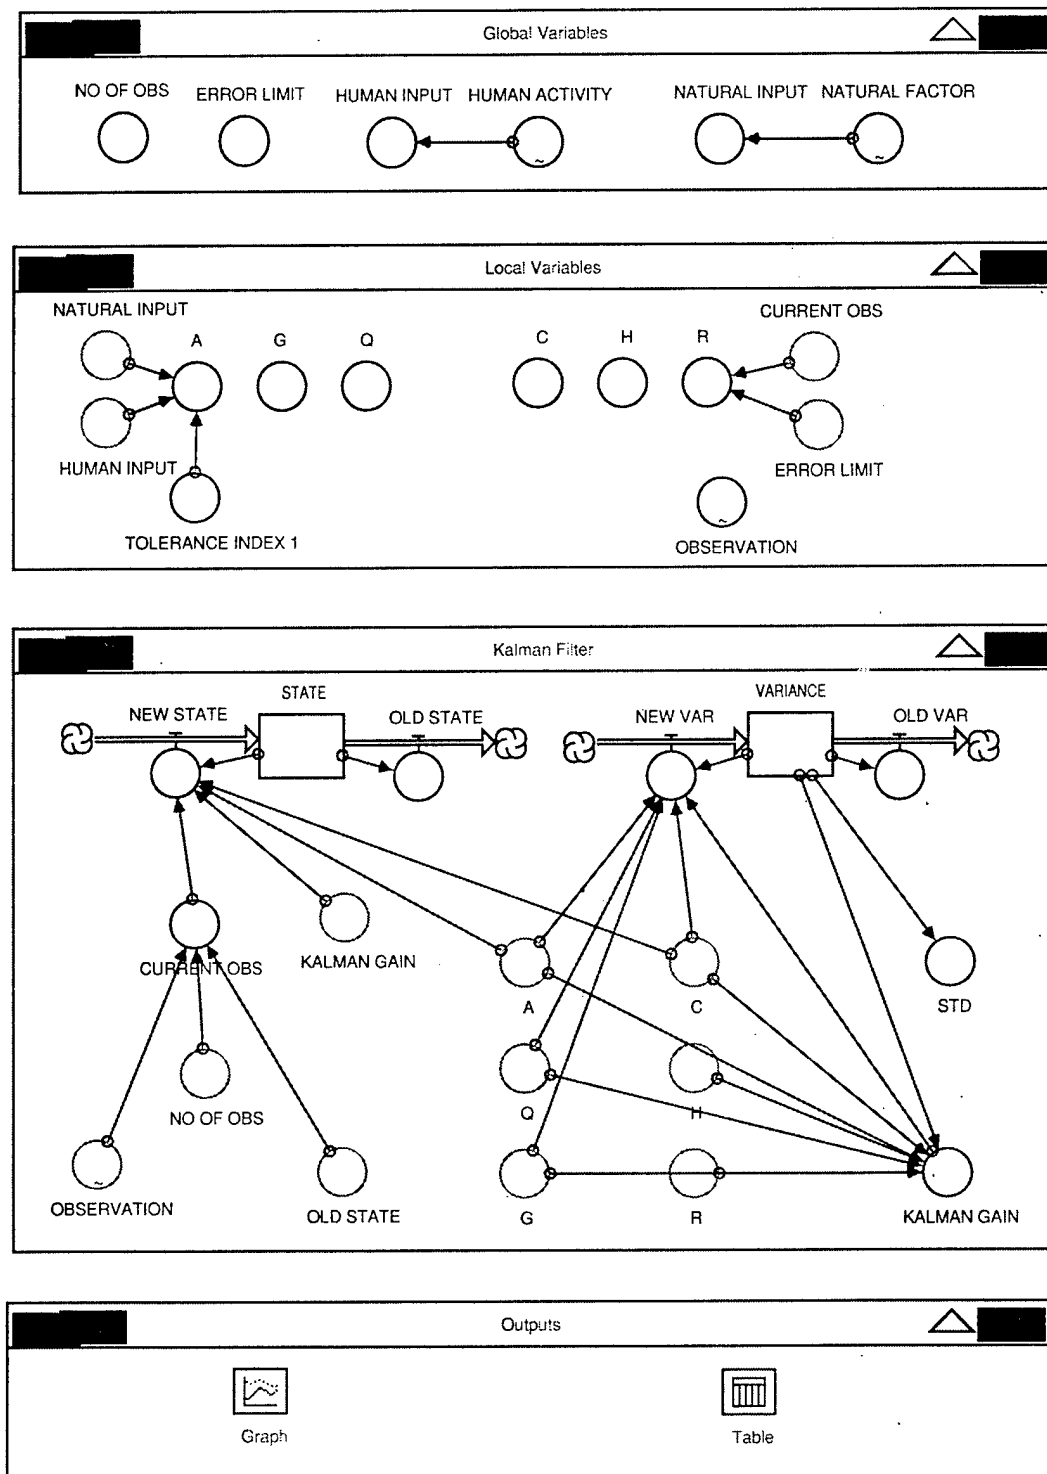 Global Variables
NO OF OBS ERROR LIMIT HUMAN INPUT HUMAN ACTIVITY NATURAL INPUT NATURAL FACTOR
~ ~
Local Variables
NATURAL INPUT CURRENT OBS
A G Q C H R
HUMAN INPUT ERROR LIMIT
~
TOLERANCE INDEX 1 OBSERVATION
Kalman Filter
STATE VARIANCE
NEW STATE OLD STATE NEW VAR OLD VAR
CURRENT OBS KALMAN GAIN
A C STD
NO OF OBS Q H
~
OBSERVATION OLD STATE G R KALMAN GAIN
Outputs
Graph Table